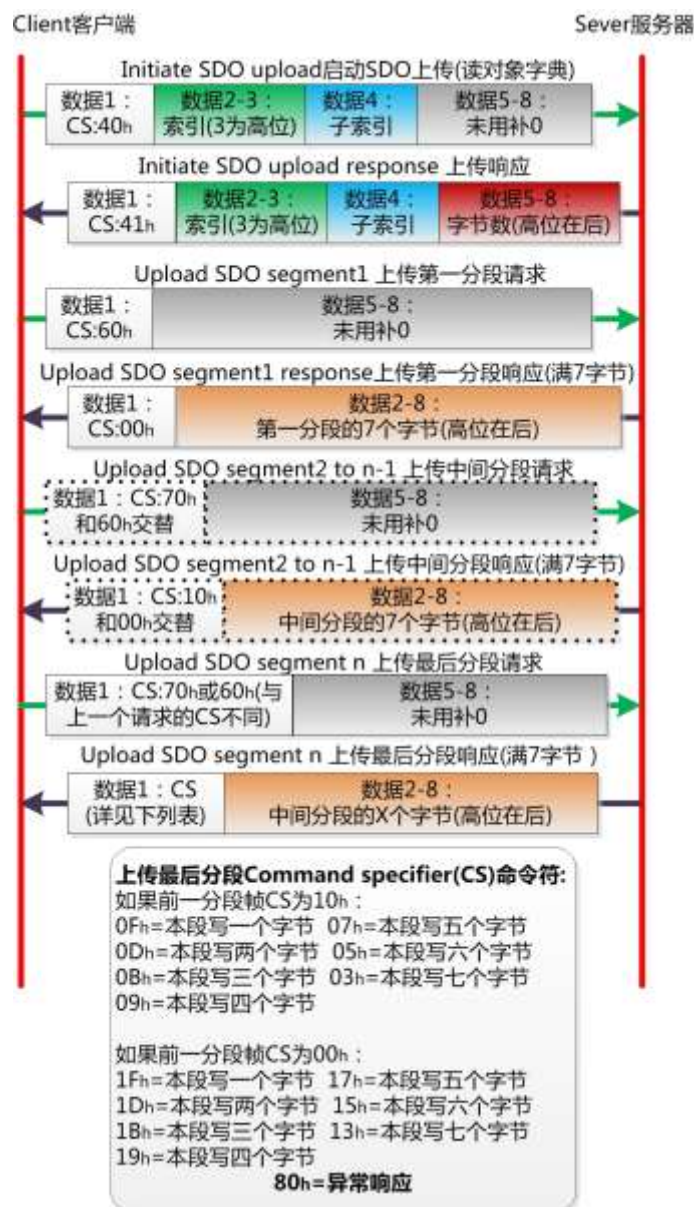 Client客户端 Sever服务器
Initiate SDO upload启动SDO上传(读对象字典)
数据1： 数据2-3： 数据4： 数据5-8：
CS:40h 索引(3为高位) 子索引 未用补0
Initiate SDO upload response 上传响应
数据1： 数据2-3： 数据4： 数据5-8：
CS:41h 索引(3为高位) 子索引 字节数(高位在后)
Upload SDO segment1 上传第一分段请求
数据1： 数据5-8：
CS:60h 未用补0
Upload SDO segment1 response上传第一分段响应(满7字节)
数据1： 数据2-8：
CS:00h 第一分段的7个字节(高位在后)
Upload SDO segment2 to n-1 上传中间分段请求
数据1：CS:70h 数据5-8：
和60h交替 未用补0
Upload SDO segment2 to n-1 上传中间分段响应(满7字节)
数据1：CS:10h 数据2-8：
和00h交替 中间分段的7个字节(高位在后)
Upload SDO segment n 上传最后分段请求
数据1：CS:70h或60h(与 数据5-8：
上一个请求的CS不同) 未用补0
Upload SDO segment n 上传最后分段响应(满7字节 )
数据1：CS 数据2-8：
(详见下列表) 中间分段的X个字节(高位在后)
上传最后分段Command specifier(CS)命令符:
如果前一分段帧CS为10h：
0Fh=本段写一个字节 07h=本段写五个字节
0Dh=本段写两个字节 05h=本段写六个字节
0Bh=本段写三个字节 03h=本段写七个字节
09h=本段写四个字节
如果前一分段帧CS为00h：
1Fh=本段写一个字节 17h=本段写五个字节
1Dh=本段写两个字节 15h=本段写六个字节
1Bh=本段写三个字节 13h=本段写七个字节
19h=本段写四个字节
80h=异常响应